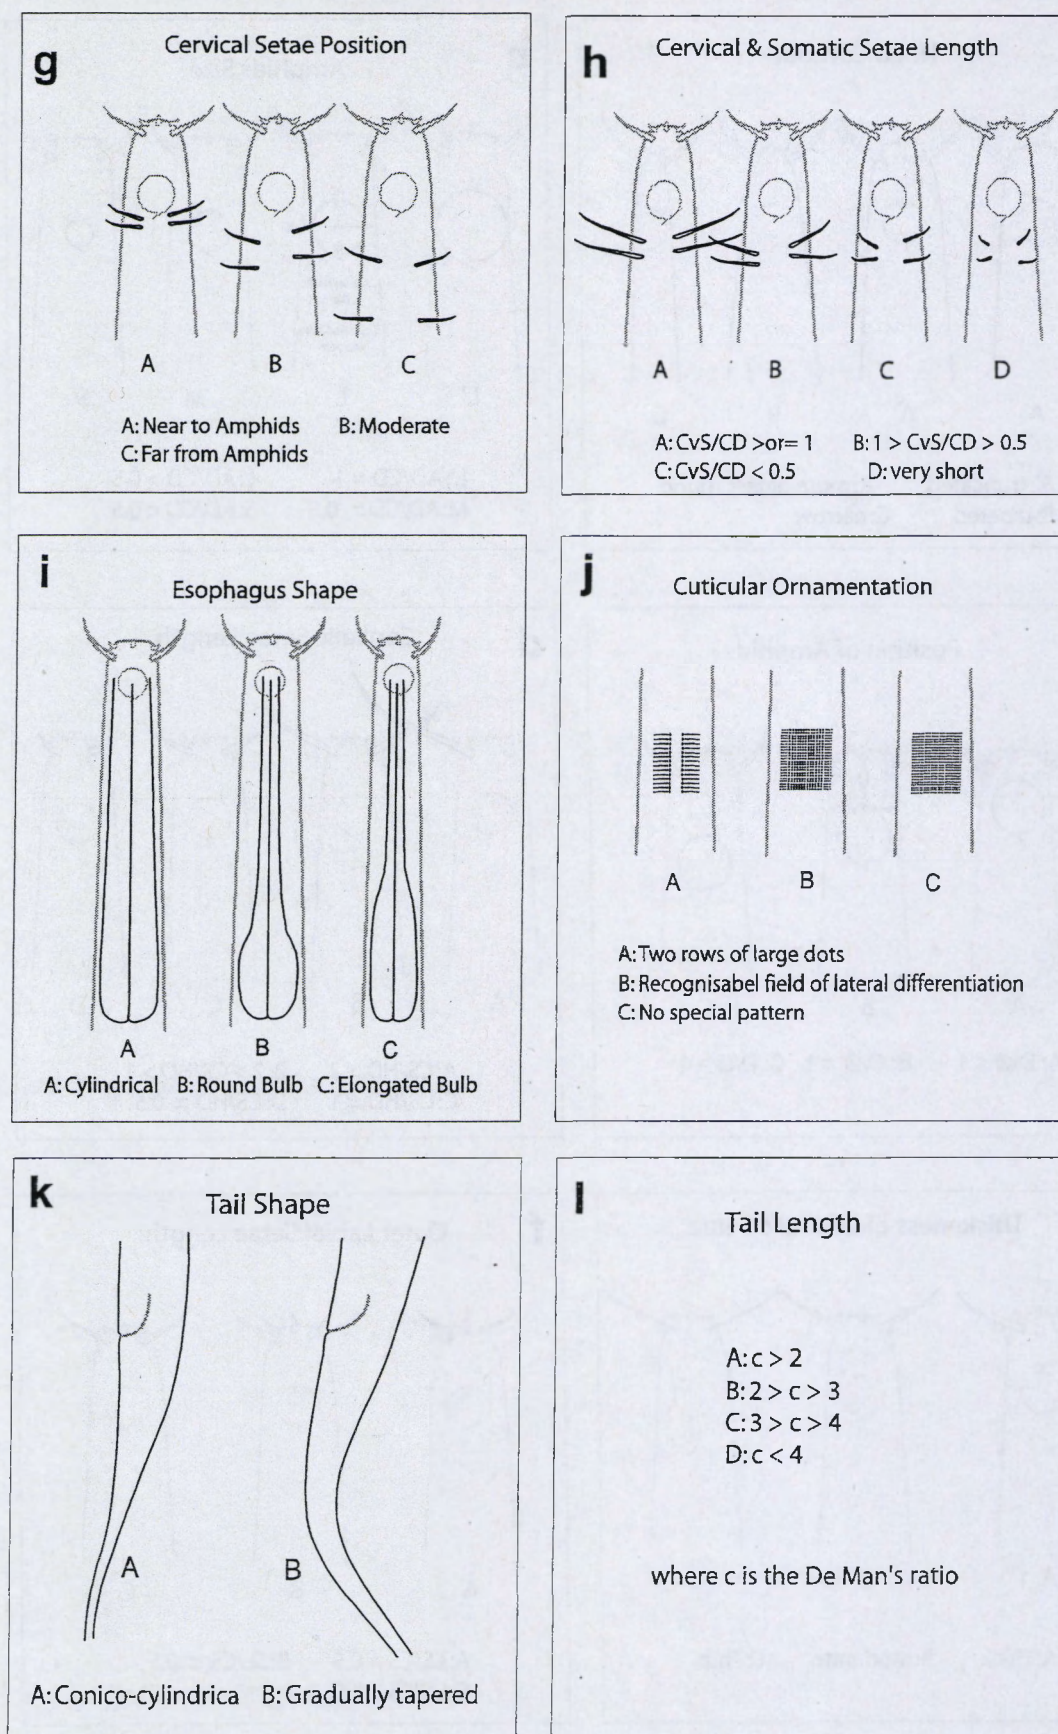 g
Cervical Setae Position
A B C
A: Near to Amphids B: Moderate
C: Far from Amphids
h
Cervical & Somatic Setae Length
A B C D
A: CvS/CD >or= 1 B: 1 > CvS/CD > 0.5
C: CvS/CD < 0.5 D: very short
i
Esophagus Shape
A B C
A: Cylindrical B: Round Bulb C: Elongated Bulb
j
Cuticular Ornamentation
A B C
A: Two rows of large dots
B: Recognisabel field of lateral differentiation
C: No special pattern
k
Tail Shape
A B
A: Conico-cylindrica B: Gradually tapered
l
Tail Length
A: c > 2
B: 2 > c > 3
C: 3 > c > 4
D: c < 4
where c is the De Man's ratio